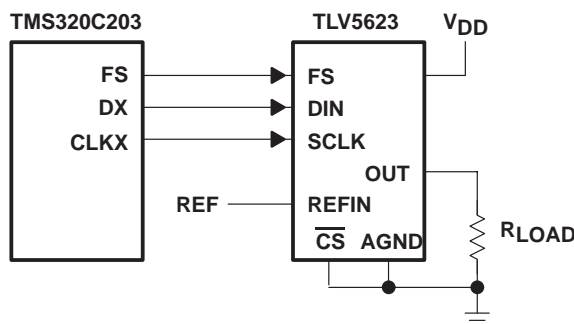 TMS320C203
TLV5623
VDD
FS
FS
DX
DIN
CLKX
SCLK
OUT
REF
REFIN
RLOAD
CS
AGND